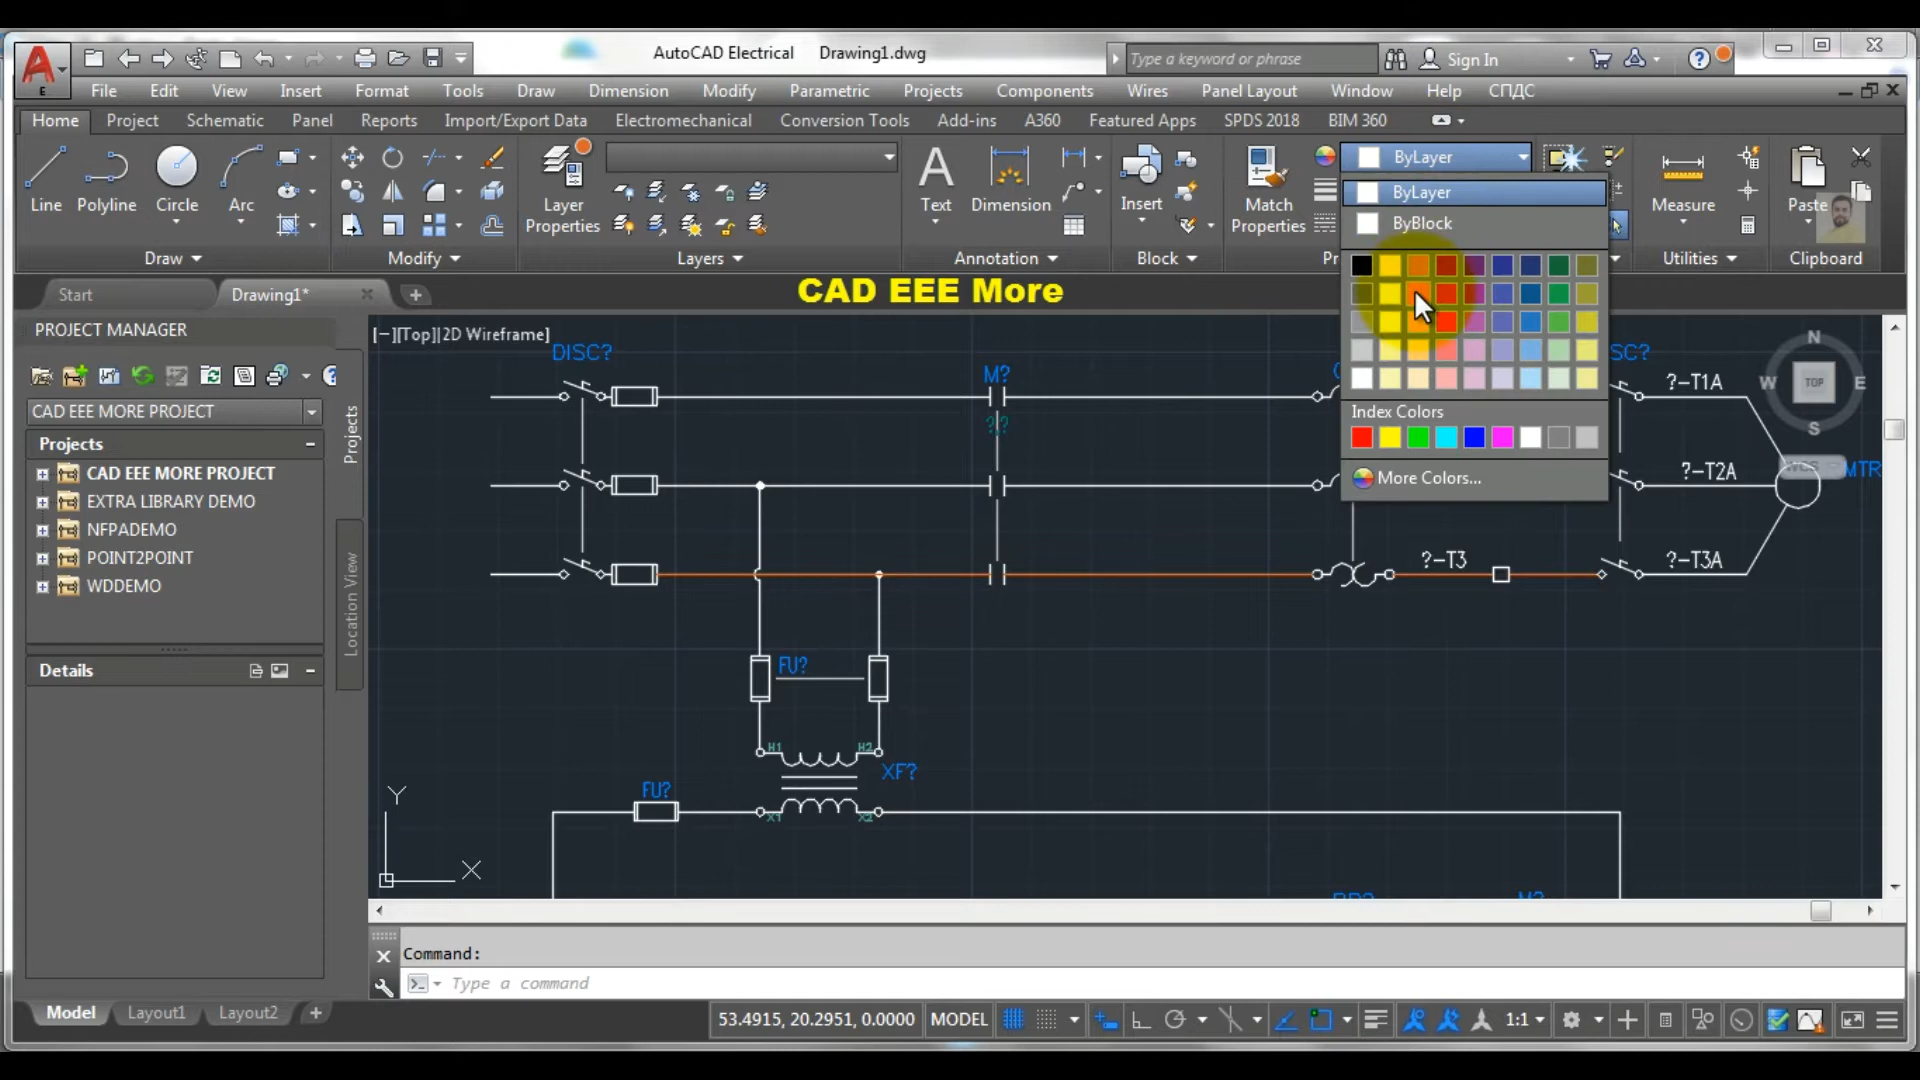 AutoCAD Electrical Drawing1.dwg
Type a keyword or phrase
Sign In
E
File Edit View Insert Format Tools Draw Dimension Modify Parametric Projects Components Wires Panel Layout Window Help СПДС
Home Project Schematic Panel Reports Import/Export Data Electromechanical Conversion Tools Add-ins A360 Featured Apps SPDS 2018 BIM 360
ByLayer
Line Polyline Circle Arc
Layer Properties
Text Dimension
Insert
Match Properties
Measure
Paste
Draw Modify Layers Annotation Block Pr Utilities Clipboard
ByLayer
ByBlock
Index Colors
More Colors...
Start Drawing1*
CAD EEE More
PROJECT MANAGER
CAD EEE MORE PROJECT
Projects
CAD EEE MORE PROJECT
EXTRA LIBRARY DEMO
NFPADEMO
POINT2POINT
WDDEMO
Details
Projects
Location View
[−][Top][2D Wireframe]
DISC?
M?
?,?
SC?
?-T1A
?-T2A
MTR
?-T3
?-T3A
N
W TOP E
S
WCS
FU?
H1 H2
XF?
FU?
X1 X2
M?
Y
X
Command:
Type a command
Model Layout1 Layout2
53.4915, 20.2951, 0.0000 MODEL
1:1